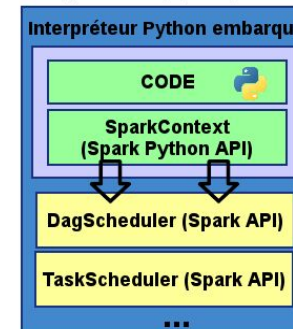 Interpréteur Python embarqu
CODE
SparkContext
(Spark Python API)
DagScheduler (Spark API)
TaskScheduler (Spark API)
...